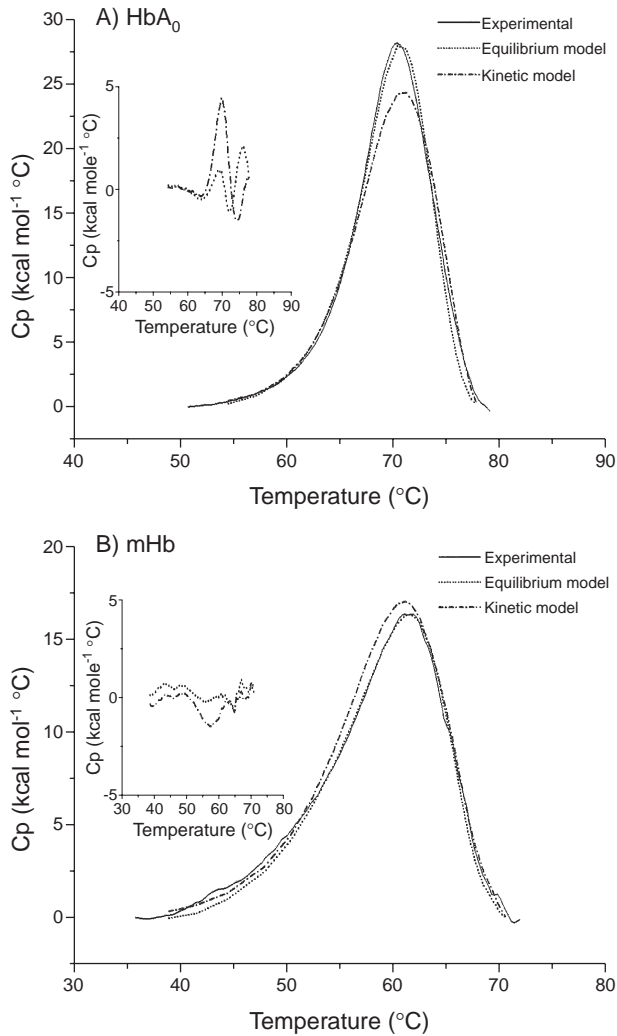 A) HbA₀
Experimental
Equilibrium model
Kinetic model
30
25
20
15
10
5
0
Cp (kcal mol⁻¹ °C)
40
50
60
70
80
90
Temperature (°C)
5
0
-5
Cp (kcal mole⁻¹ °C)
40 50 60 70 80 90
Temperature (°C)
B) mHb
Experimental
Equilibrium model
Kinetic model
20
15
10
5
0
Cp (kcal mol⁻¹ °C)
30
40
50
60
70
80
Temperature (°C)
5
0
-5
Cp (kcal mole⁻¹ °C)
30 40 50 60 70 80
Temperature (°C)